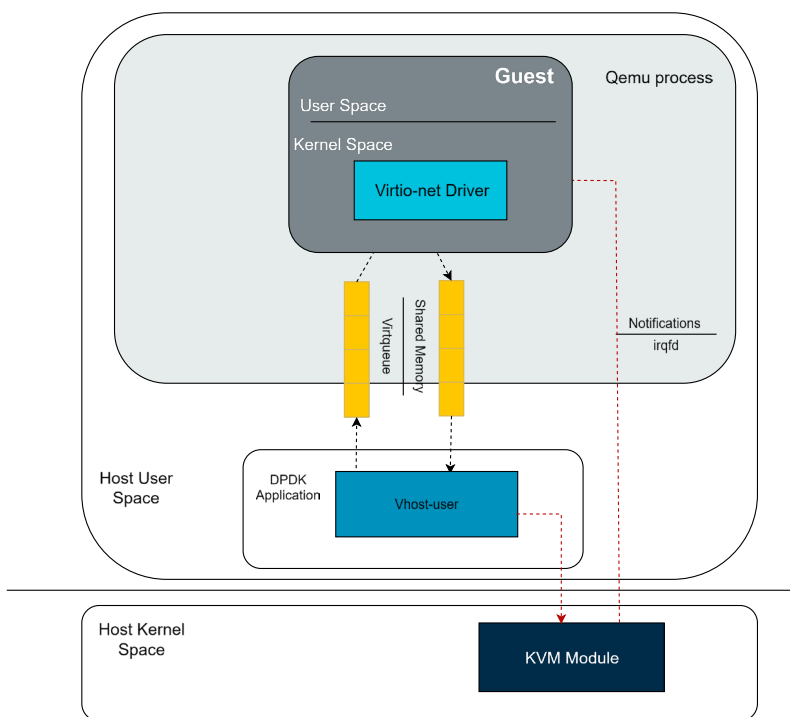 Guest
Qemu process
User Space
Kernel Space
Virtio-net Driver
Virtqueue
Shared Memory
Notifications
irqfd
Host User
Space
DPDK
Application
Vhost-user
Host Kernel
Space
KVM Module